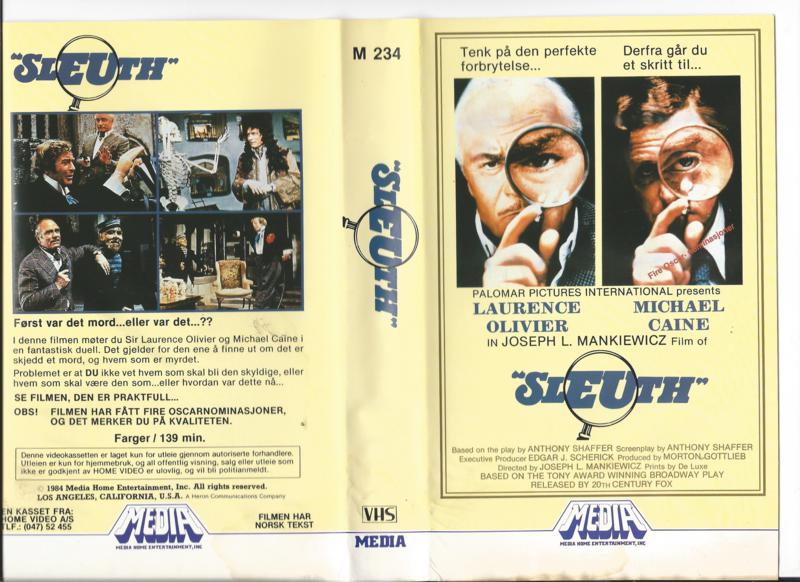 "SLEUTH"
Først var det mord...eller var det...??
I denne filmen møter du Sir Laurence Olivier og Michael Caine i
en fantastisk duell. Det gjelder for den ene å finne ut om det er
skjedd et mord, og hvem som er myrdet.
Problemet er at DU ikke vet hvem som skal bli den skyldige, eller
hvem som skal være den som...eller hvordan var dette nå...
SE FILMEN, DEN ER PRAKTFULL...
OBS! FILMEN HAR FÅTT FIRE OSCARNOMINASJONER,
OG DET MERKER DU PÅ KVALITETEN.
Farger / 139 min.
Denne videokassetten er laget kun for utleie gjennom autoriserte forhandlere.
Utleien er kun for hjemmebruk, og all offentlig visning, salg eller utleie som
ikke er godkjent av HOME VIDEO er ulovlig, og vil bli politianmeldt.
© 1984 Media Home Entertainment, Inc. All rights reserved.
LOS ANGELES, CALIFORNIA, U.S.A. A Heron Communications Company
EN KASSET FRA:
HOME VIDEO A/S
TLF.: (047) 52 455
MEDIA
MEDIA HOME ENTERTAINMENT, INC
FILMEN HAR
NORSK TEKST
M 234
"SLEUTH"
VHS
MEDIA
Tenk på den perfekte
forbrytelse...
Derfra går du
et skritt til...
Fire Oscar-nominasjoner
PALOMAR PICTURES INTERNATIONAL presents
LAURENCE
OLIVIER
MICHAEL
CAINE
IN JOSEPH L. MANKIEWICZ Film of
"SLEUTH"
Based on the play by ANTHONY SHAFFER Screenplay by ANTHONY SHAFFER
Executive Producer EDGAR J. SCHERICK Produced by MORTON GOTTLIEB
Directed by JOSEPH L. MANKIEWICZ Prints by De Luxe
BASED ON THE TONY AWARD WINNING BROADWAY PLAY
RELEASED BY 20TH CENTURY FOX
MEDIA
MEDIA HOME ENTERTAINMENT, INC